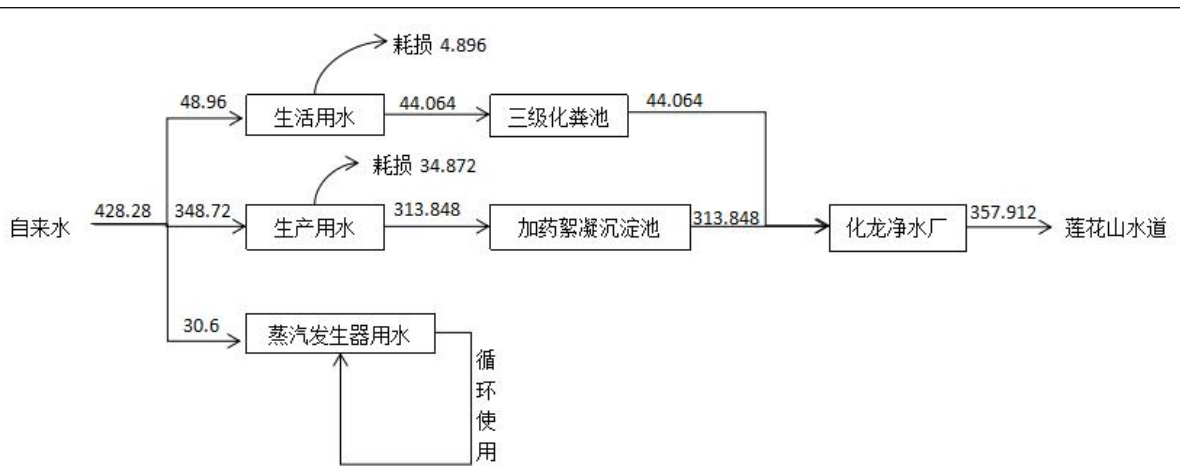 耗损 4.896
48.96
生活用水
44.064
三级化粪池
44.064
耗损 34.872
自来水
428.28
348.72
生产用水
313.848
加药絮凝沉淀池
313.848
化龙净水厂
357.912
莲花山水道
30.6
蒸汽发生器用水
循环使用